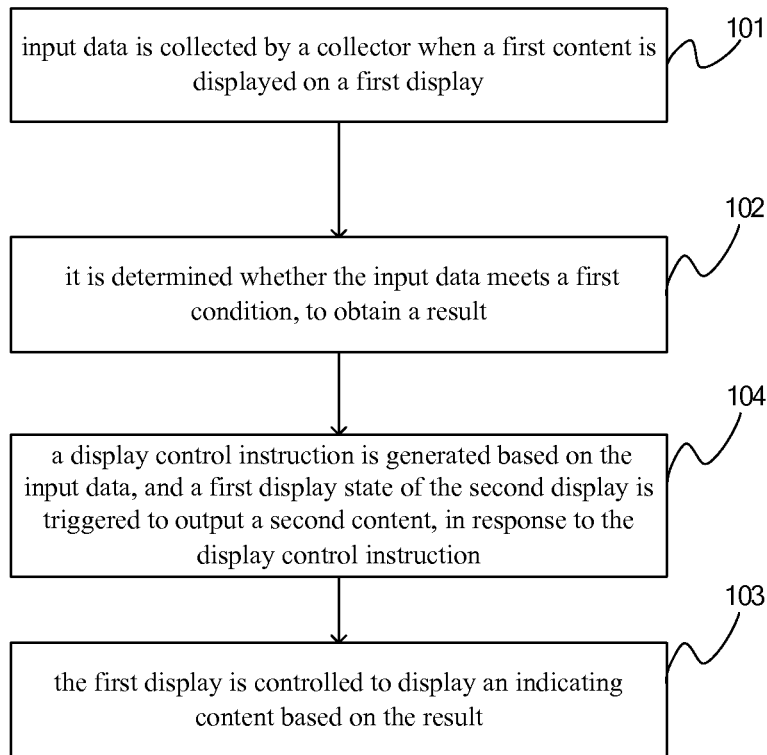 101
input data is collected by a collector when a first content is
displayed on a first display
102
it is determined whether the input data meets a first
condition, to obtain a result
104
a display control instruction is generated based on the
input data, and a first display state of the second display is
triggered to output a second content, in response to the
display control instruction
103
the first display is controlled to display an indicating
content based on the result